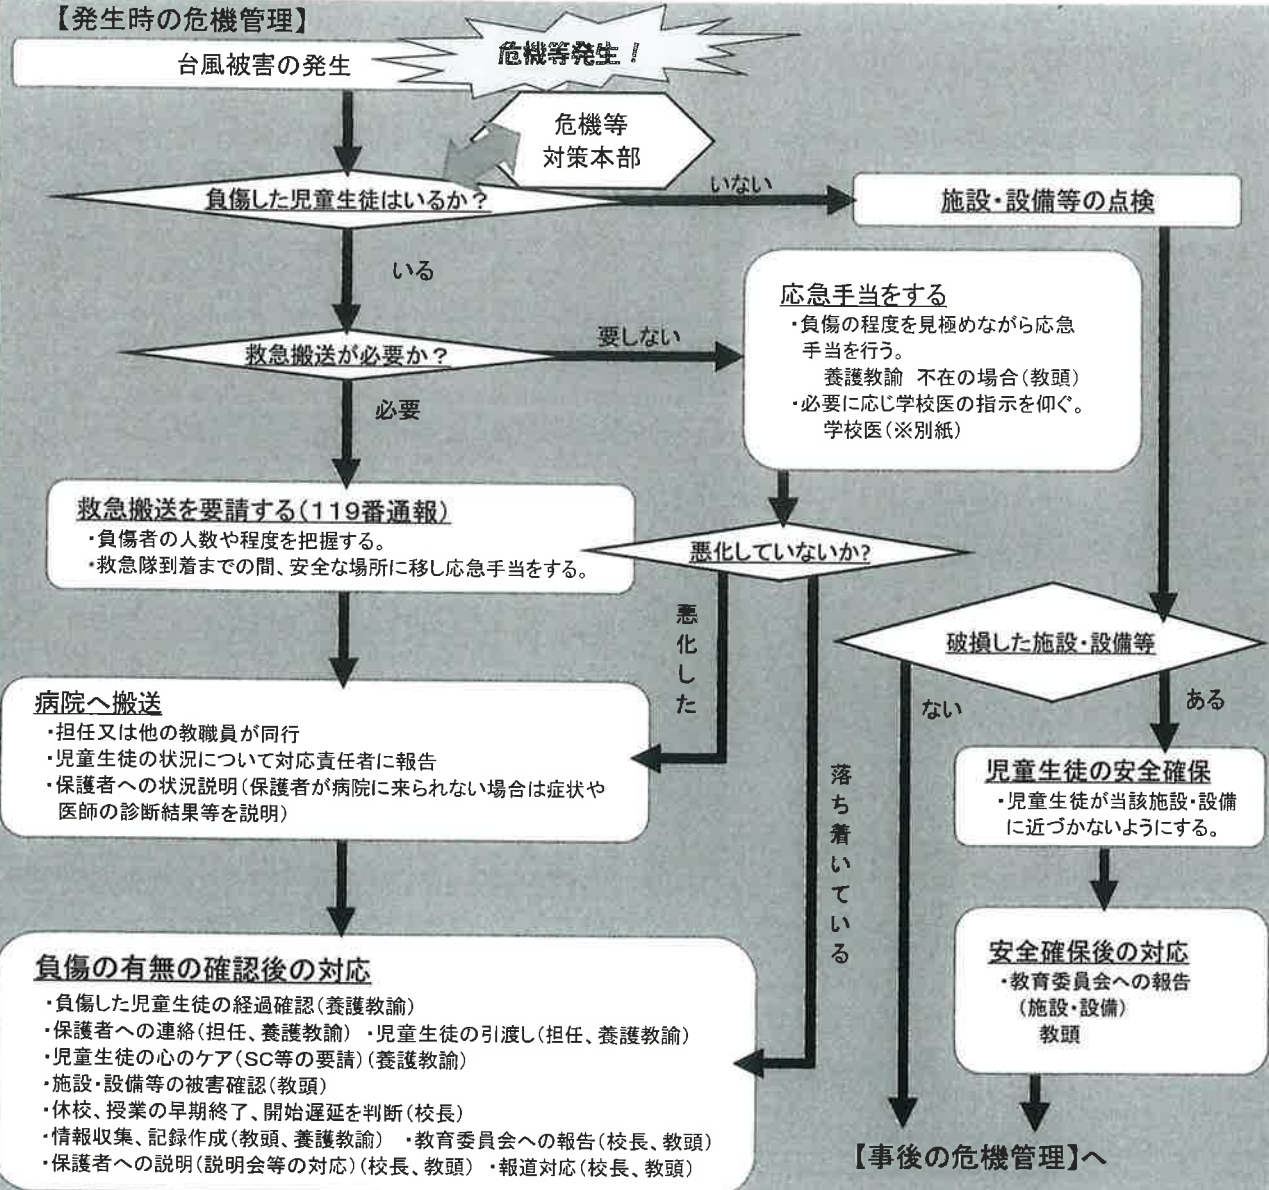 【発生時の危機管理】
台風被害の発生
危機等発生！
危機等
対策本部
負傷した児童生徒はいるか？
いない
施設・設備等の点検
いる
救急搬送が必要か？
要しない
応急手当をする
・負傷の程度を見極めながら応急
手当を行う。
養護教諭 不在の場合(教頭)
・必要に応じ学校医の指示を仰ぐ。
学校医(※別紙)
必要
救急搬送を要請する(119番通報)
・負傷者の人数や程度を把握する。
・救急隊到着までの間、安全な場所に移し応急手当をする。
悪化していないか?
悪化した
落ち着いている
破損した施設・設備等
ない
ある
病院へ搬送
・担任又は他の教職員が同行
・児童生徒の状況について対応責任者に報告
・保護者への状況説明(保護者が病院に来られない場合は症状や
医師の診断結果等を説明)
児童生徒の安全確保
・児童生徒が当該施設・設備
に近づかないようにする。
安全確保後の対応
・教育委員会への報告
(施設・設備)
教頭
負傷の有無の確認後の対応
・負傷した児童生徒の経過確認(養護教諭)
・保護者への連絡(担任、養護教諭) ・児童生徒の引渡し(担任、養護教諭)
・児童生徒の心のケア(SC等の要請)(養護教諭)
・施設・設備等の被害確認(教頭)
・休校、授業の早期終了、開始遅延を判断(校長)
・情報収集、記録作成(教頭、養護教諭) ・教育委員会への報告(校長、教頭)
・保護者への説明(説明会等の対応)(校長、教頭) ・報道対応(校長、教頭)
【事後の危機管理】へ